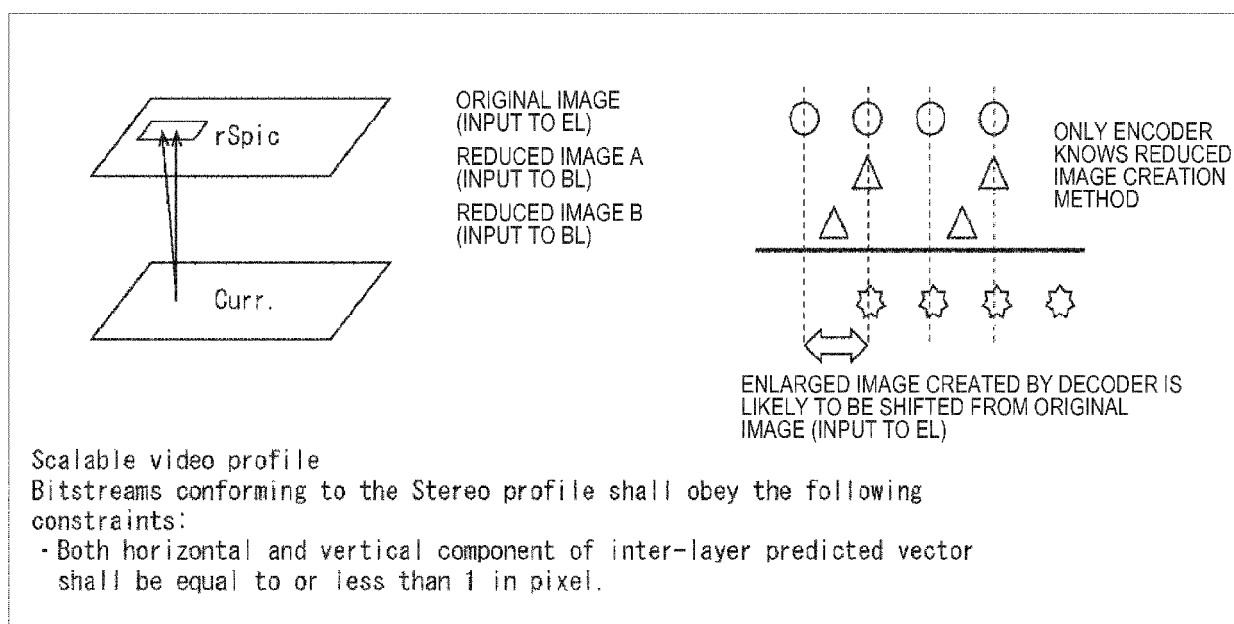 rSpic
Curr.
ORIGINAL IMAGE
(INPUT TO EL)
REDUCED IMAGE A
(INPUT TO BL)
REDUCED IMAGE B
(INPUT TO BL)
ONLY ENCODER
KNOWS REDUCED
IMAGE CREATION
METHOD
ENLARGED IMAGE CREATED BY DECODER IS
LIKELY TO BE SHIFTED FROM ORIGINAL
IMAGE (INPUT TO EL)
Scalable video profile
Bitstreams conforming to the Stereo profile shall obey the following
constraints:
- Both horizontal and vertical component of inter-layer predicted vector
shall be equal to or less than 1 in pixel.